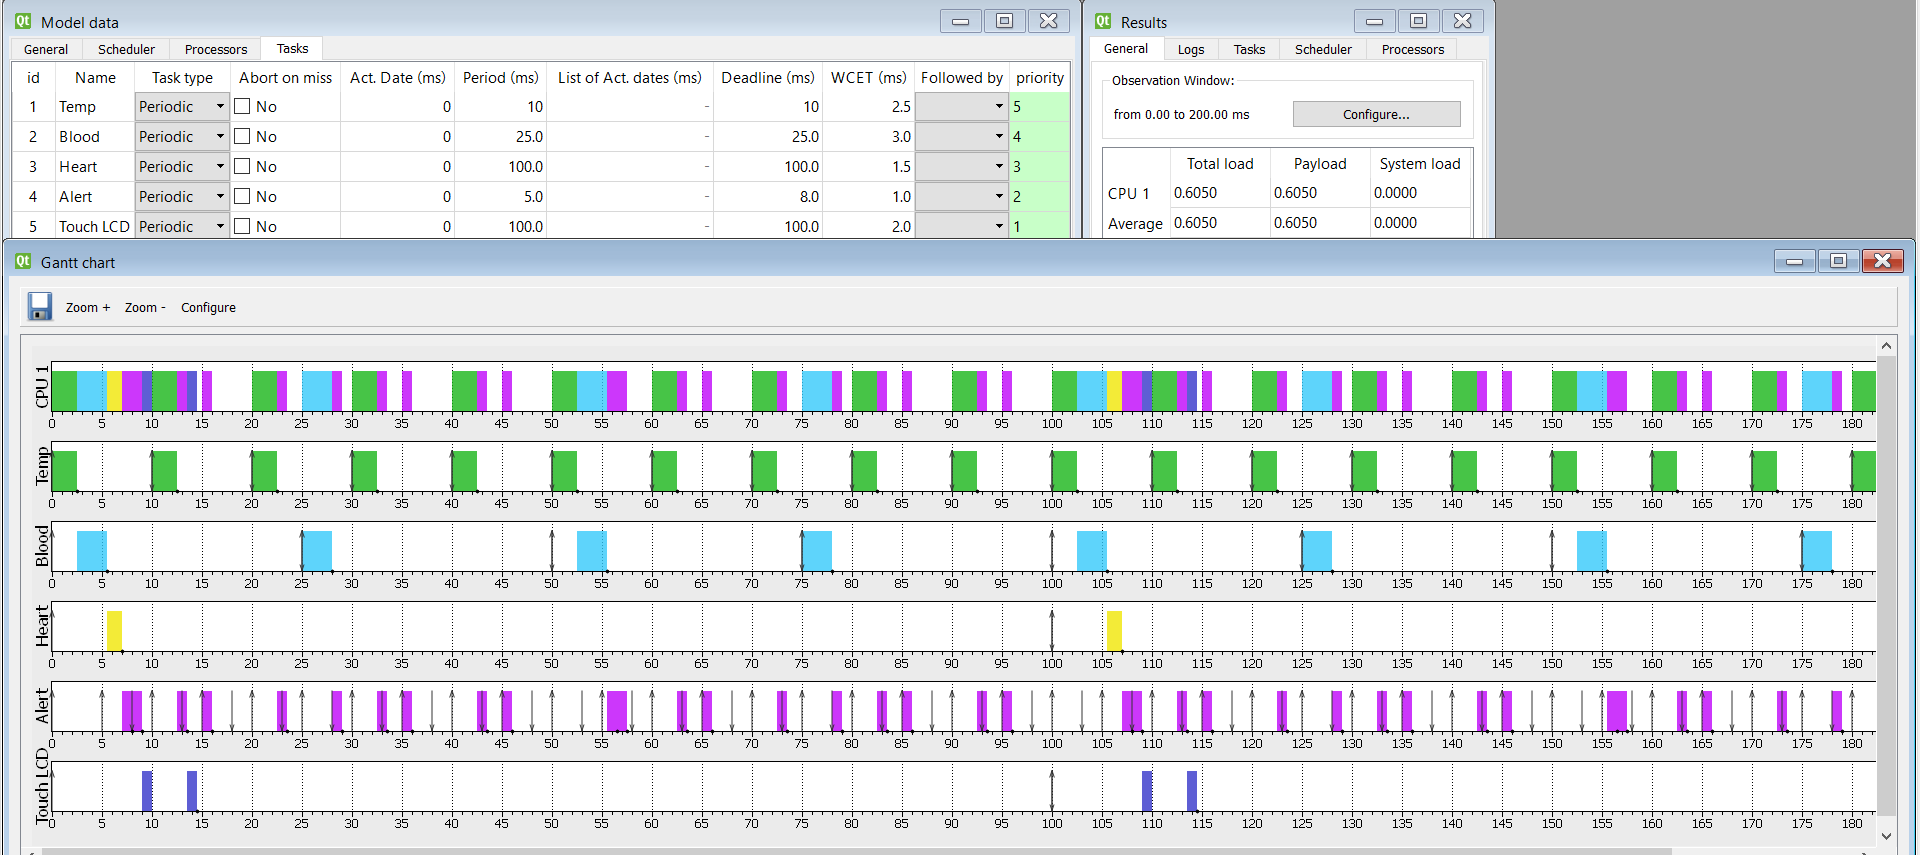 Qt Model data
General Scheduler Processors Tasks
id Name Task type Abort on miss Act. Date (ms) Period (ms) List of Act. dates (ms) Deadline (ms) WCET (ms) Followed by priority
1 Temp Periodic No 0 10 - 10 2.5 5
2 Blood Periodic No 0 25.0 - 25.0 3.0 4
3 Heart Periodic No 0 100.0 - 100.0 1.5 3
4 Alert Periodic No 0 5.0 - 8.0 1.0 2
5 Touch LCD Periodic No 0 100.0 - 100.0 2.0 1
Qt Results
General Logs Tasks Scheduler Processors
Observation Window:
from 0.00 to 200.00 ms Configure...
Total load Payload System load
CPU 1 0.6050 0.6050 0.0000
Average 0.6050 0.6050 0.0000
Qt Gantt chart
Zoom + Zoom - Configure
CPU 1
0 5 10 15 20 25 30 35 40 45 50 55 60 65 70 75 80 85 90 95 100 105 110 115 120 125 130 135 140 145 150 155 160 165 170 175 180
Temp
0 5 10 15 20 25 30 35 40 45 50 55 60 65 70 75 80 85 90 95 100 105 110 115 120 125 130 135 140 145 150 155 160 165 170 175 180
Blood
0 5 10 15 20 25 30 35 40 45 50 55 60 65 70 75 80 85 90 95 100 105 110 115 120 125 130 135 140 145 150 155 160 165 170 175 180
Heart
0 5 10 15 20 25 30 35 40 45 50 55 60 65 70 75 80 85 90 95 100 105 110 115 120 125 130 135 140 145 150 155 160 165 170 175 180
Alert
0 5 10 15 20 25 30 35 40 45 50 55 60 65 70 75 80 85 90 95 100 105 110 115 120 125 130 135 140 145 150 155 160 165 170 175 180
Touch LCD
0 5 10 15 20 25 30 35 40 45 50 55 60 65 70 75 80 85 90 95 100 105 110 115 120 125 130 135 140 145 150 155 160 165 170 175 180